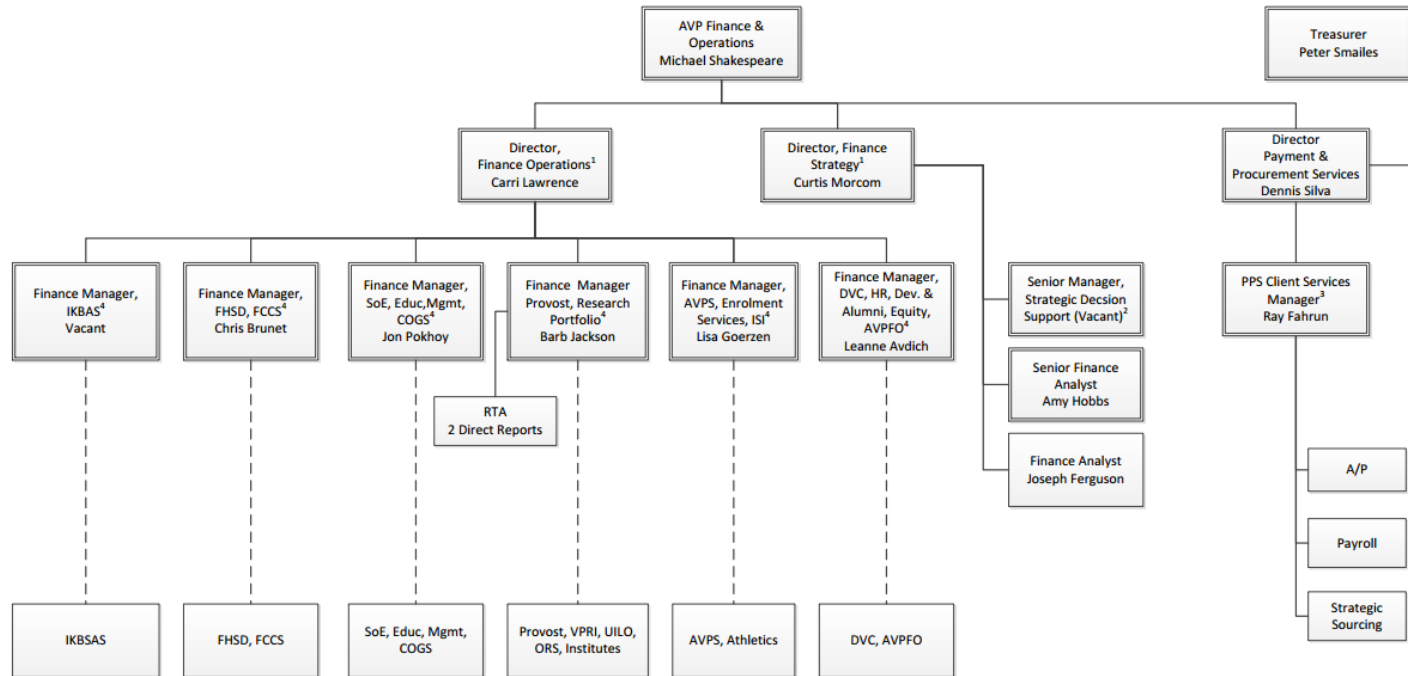 AVP Finance &
Operations
Michael Shakespeare
Treasurer
Peter Smailes
Director,
Finance Operations¹
Carri Lawrence
Director, Finance
Strategy¹
Curtis Morcom
Director
Payment &
Procurement Services
Dennis Silva
Finance Manager,
IKBAS⁴
Vacant
Finance Manager,
FHSD, FCCS⁴
Chris Brunet
Finance Manager,
SoE, Educ,Mgmt,
COGS⁴
Jon Pokhoy
Finance Manager
Provost, Research
Portfolio⁴
Barb Jackson
Finance Manager,
AVPS, Enrolment
Services, ISI⁴
Lisa Goerzen
Finance Manager,
DVC, HR, Dev. &
Alumni, Equity,
AVPFO⁴
Leanne Avdich
Senior Manager,
Strategic Decsion
Support (Vacant)²
PPS Client Services
Manager³
Ray Fahrun
Senior Finance
Analyst
Amy Hobbs
RTA
2 Direct Reports
Finance Analyst
Joseph Ferguson
A/P
Payroll
Strategic
Sourcing
IKBSAS
FHSD, FCCS
SoE, Educ, Mgmt,
COGS
Provost, VPRI, UILO,
ORS, Institutes
AVPS, Athletics
DVC, AVPFO